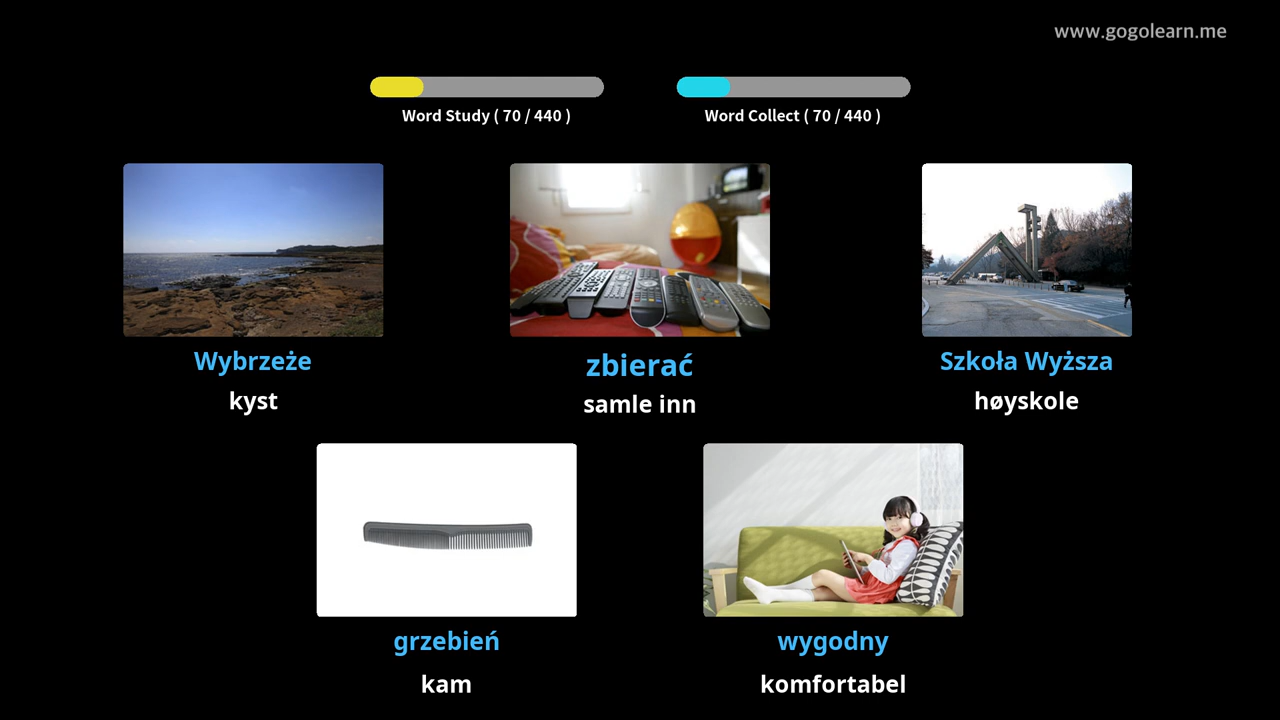 www.gogolearn.me
Word Study ( 70 / 440 )
Word Collect ( 70 / 440 )
Wybrzeże
kyst
zbierać
samle inn
Szkoła Wyższa
høyskole
grzebień
kam
wygodny
komfortabel